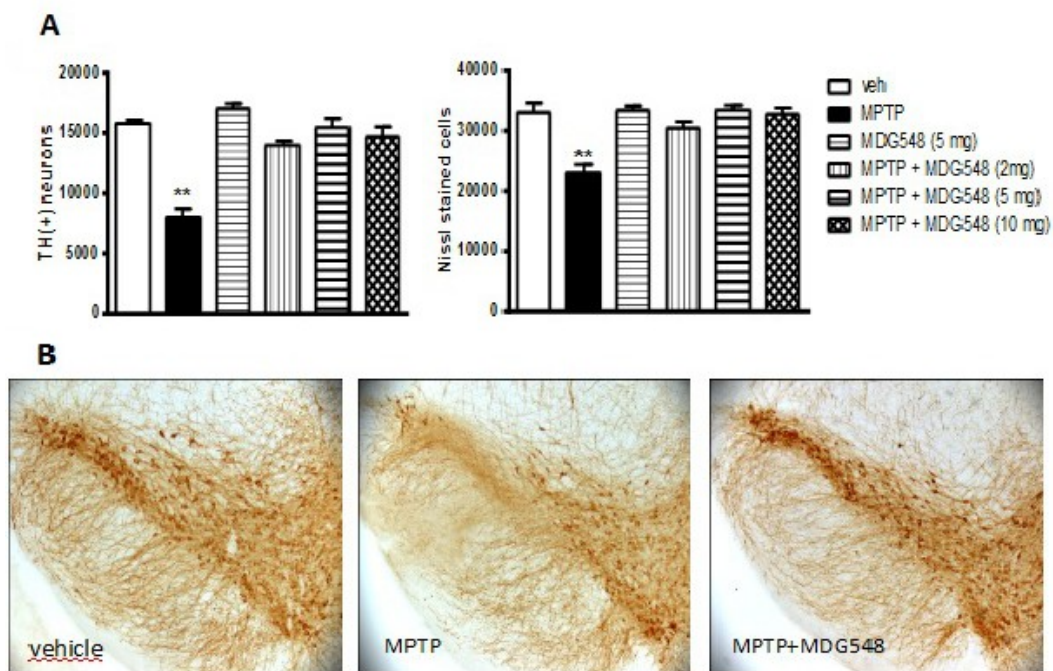 A
TH(+) neurons
20000
15000
10000
5000
0
**
Nissl stained cells
40000
30000
20000
10000
0
**
vehi
MPTP
MDG548 (5 mg)
MPTP + MDG548 (2mg)
MPTP + MDG548 (5 mg)
MPTP + MDG548 (10 mg)
B
vehicle
MPTP
MPTP+MDG548